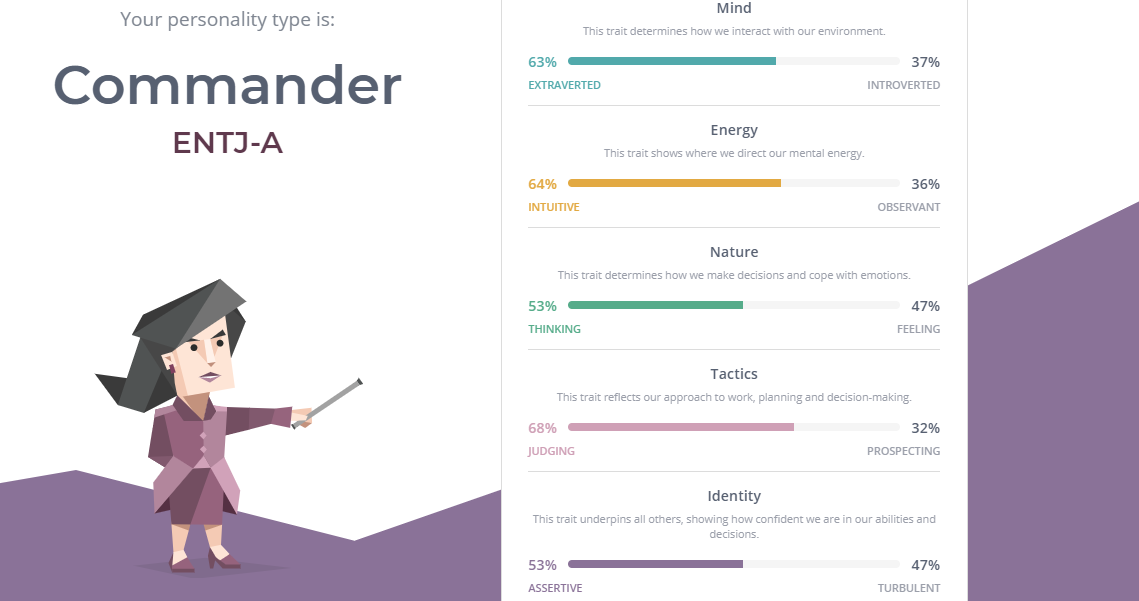 Your personality type is:
Commander
ENTJ-A
Mind
This trait determines how we interact with our environment.
63% 37%
EXTRAVERTED INTROVERTED
Energy
This trait shows where we direct our mental energy.
64% 36%
INTUITIVE OBSERVANT
Nature
This trait determines how we make decisions and cope with emotions.
53% 47%
THINKING FEELING
Tactics
This trait reflects our approach to work, planning and decision-making.
68% 32%
JUDGING PROSPECTING
Identity
This trait underpins all others, showing how confident we are in our abilities and
decisions.
53% 47%
ASSERTIVE TURBULENT